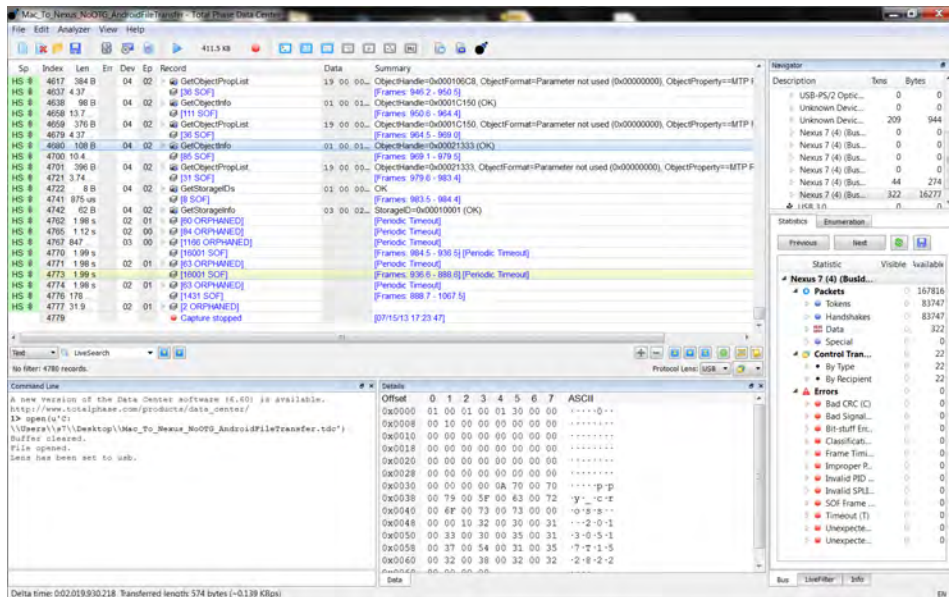 Mac_To_Nexus_NoOTG_AndroidFileTransfer - Total Phase Data Center
File Edit Analyzer View Help
411.5 KB
Sp Index Len Err Dev Ep Record Data Summary
HS 4617 384 B 04 02 GetObjectPropList 19 00 00... ObjectHandle=0x000106C8, ObjectFormat=Parameter not used (0x00000000), ObjectProperty==MTP F
HS 4637 4.37 [36 SOF] [Frames: 946.2 - 950.5]
HS 4638 98 B 04 02 GetObjectInfo 01 00 01... ObjectHandle=0x0001C150 (OK)
HS 4658 13.7 ... [111 SOF] [Frames: 950.6 - 964.4]
HS 4659 376 B 04 02 GetObjectPropList 19 00 00... ObjectHandle=0x0001C150, ObjectFormat=Parameter not used (0x00000000), ObjectProperty==MTP F
HS 4679 4.37 [36 SOF] [Frames: 964.5 - 969.0]
HS 4680 108 B 04 02 GetObjectInfo 01 00 01... ObjectHandle=0x00021333 (OK)
HS 4700 10.4... [85 SOF] [Frames: 969.1 - 979.5]
HS 4701 396 B 04 02 GetObjectPropList 19 00 00... ObjectHandle=0x00021333, ObjectFormat=Parameter not used (0x00000000), ObjectProperty==MTP F
HS 4721 3.74 ... [31 SOF] [Frames: 979.6 - 983.4]
HS 4722 8 B 04 02 GetStorageIDs 01 00 00... OK
HS 4741 875 us [8 SOF] [Frames: 983.5 - 984.4]
HS 4742 62 B 04 02 GetStorageInfo 03 00 02... StorageID=0x00010001 (OK)
HS 4762 1.98 s 02 01 [60 ORPHANED] [Periodic Timeout]
HS 4765 1.12 s 02 00 [84 ORPHANED] [Periodic Timeout]
HS 4767 847 ... 03 00 [1166 ORPHANED] [Periodic Timeout]
HS 4770 1.99 s [16001 SOF] [Frames: 984.5 - 936.5] [Periodic Timeout]
HS 4771 1.98 s 02 01 [63 ORPHANED] [Periodic Timeout]
HS 4773 1.99 s [16001 SOF] [Frames: 936.6 - 888.6] [Periodic Timeout]
HS 4774 1.98 s 02 01 [63 ORPHANED] [Periodic Timeout]
HS 4776 178 ... [1431 SOF] [Frames: 888.7 - 1067.5]
HS 4777 31.9 ... 02 01 [2 ORPHANED]
4779 Capture stopped [07/15/13 17:23:47]
Text LiveSearch
No filter: 4780 records. Protocol Lens: USB
Command Line
A new version of the Data Center software (6.60) is available.
http://www.totalphase.com/products/data_center/
1> open(u'C:
\\Users\\s7\\Desktop\\Mac_To_Nexus_NoOTG_AndroidFileTransfer.tdc')
Buffer cleared.
File opened.
Lens has been set to usb.
Details
Offset 0 1 2 3 4 5 6 7 ASCII
0x0000 01 00 01 00 01 30 00 00 ·····0··
0x0008 00 10 00 00 00 00 00 00 ········
0x0010 00 00 00 00 00 00 00 00 ········
0x0018 00 00 00 00 00 00 00 00 ········
0x0020 00 00 00 00 00 00 00 00 ········
0x0028 00 00 00 00 00 00 00 00 ········
0x0030 00 00 00 00 0A 70 00 70 ·····p·p
0x0038 00 79 00 5F 00 63 00 72 ·y·_·c·r
0x0040 00 6F 00 73 00 73 00 00 ·o·s·s··
0x0048 00 00 10 32 00 30 00 31 ···2·0·1
0x0050 00 33 00 30 00 35 00 31 ·3·0·5·1
0x0058 00 37 00 54 00 31 00 35 ·7·T·1·5
0x0060 00 32 00 38 00 32 00 32 ·2·8·2·2
Data
Navigator
Description Txns Bytes
USB-PS/2 Optic... 0 0
Unknown Devic... 0 0
Unknown Devic... 209 944
Nexus 7 (4) (Bus... 0 0
Nexus 7 (4) (Bus... 0 0
Nexus 7 (4) (Bus... 0 0
Nexus 7 (4) (Bus... 44 274
Nexus 7 (4) (Bus... 322 16277
USB 3.0 0 0
Statistics Enumeration
Previous Next
Statistic Visible Available
Nexus 7 (4) (BusId...
Packets 167816
Tokens 83747
Handshakes 83747
Data 322
Special 0
Control Tran... 22
By Type 22
By Recipient 22
Errors 0
Bad CRC (C) 0
Bad Signal... 0
Bit-stuff Err... 0
Classificati... 0
Frame Timi... 0
Improper P... 0
Invalid PID ... 0
Invalid SPLI... 0
SOF Frame ... 0
Timeout (T) 0
Unexpecte... 0
Unexpecte... 0
Bus LiveFilter Info
Delta time: 0:02.019.930.218 Transferred length: 574 bytes (~0.139 KBps) EN